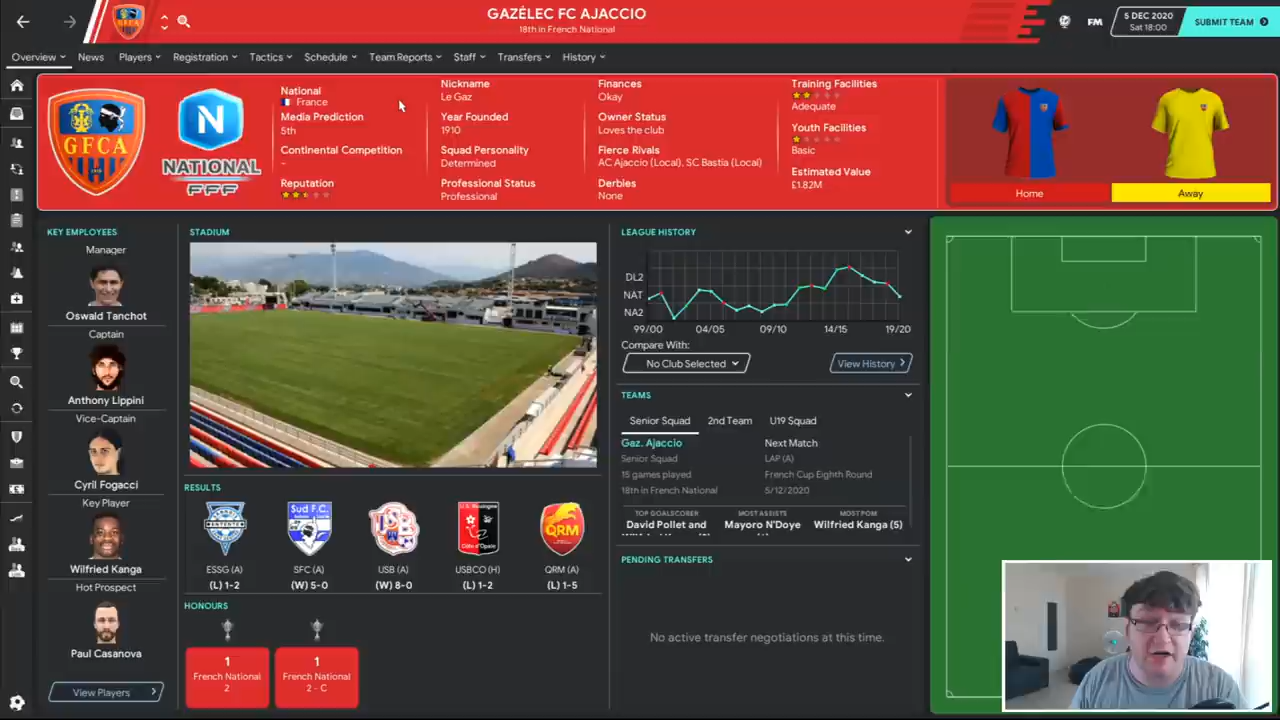 GAZÉLEC FC AJACCIO
18th in French National
FM
5 DEC 2020
Sat 18:00
SUBMIT TEAM
Overview
News
Players
Registration
Tactics
Schedule
Team Reports
Staff
Transfers
History
GFCA
1910
N
NATIONAL
FFF
National
France
Media Prediction
5th
Continental Competition
-
Reputation
Nickname
Le Gaz
Year Founded
1910
Squad Personality
Determined
Professional Status
Professional
Finances
Okay
Owner Status
Loves the club
Fierce Rivals
AC Ajaccio (Local), SC Bastia (Local)
Derbies
None
Training Facilities
Adequate
Youth Facilities
Basic
Estimated Value
£1.82M
Home
Away
KEY EMPLOYEES
Manager
Oswald Tanchot
Captain
Anthony Lippini
Vice-Captain
Cyril Fogacci
Key Player
Wilfried Kanga
Hot Prospect
Paul Casanova
View Players
STADIUM
RESULTS
Sud F.C.
QRM
ESSG (A)
(L) 1-2
SFC (A)
(W) 5-0
USB (A)
(W) 8-0
USBCO (H)
(L) 1-2
QRM (A)
(L) 1-5
HONOURS
1
French National
2
1
French National
2 - C
LEAGUE HISTORY
DL2
NAT
NA2
99/00
04/05
09/10
14/15
19/20
Compare With:
No Club Selected
View History
TEAMS
Senior Squad
2nd Team
U19 Squad
Gaz. Ajaccio
Senior Squad
15 games played
18th in French National
Next Match
LAP (A)
French Cup Eighth Round
5/12/2020
TOP GOALSCORER
David Pollet and
MOST ASSISTS
Mayoro N'Doye
MOST POM
Wilfried Kanga (5)
PENDING TRANSFERS
No active transfer negotiations at this time.